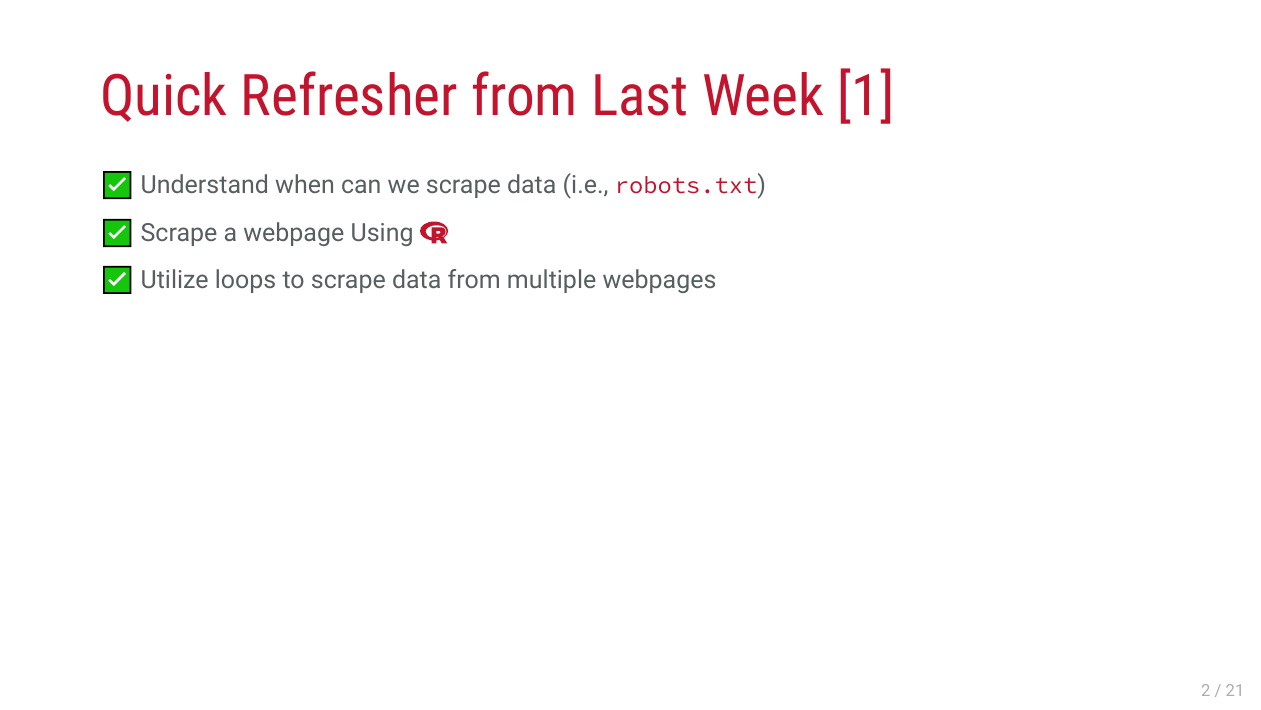 Quick Refresher from Last Week [1]
✅ Understand when can we scrape data (i.e., robots.txt)
✅ Scrape a webpage Using R
✅ Utilize loops to scrape data from multiple webpages
2 / 21